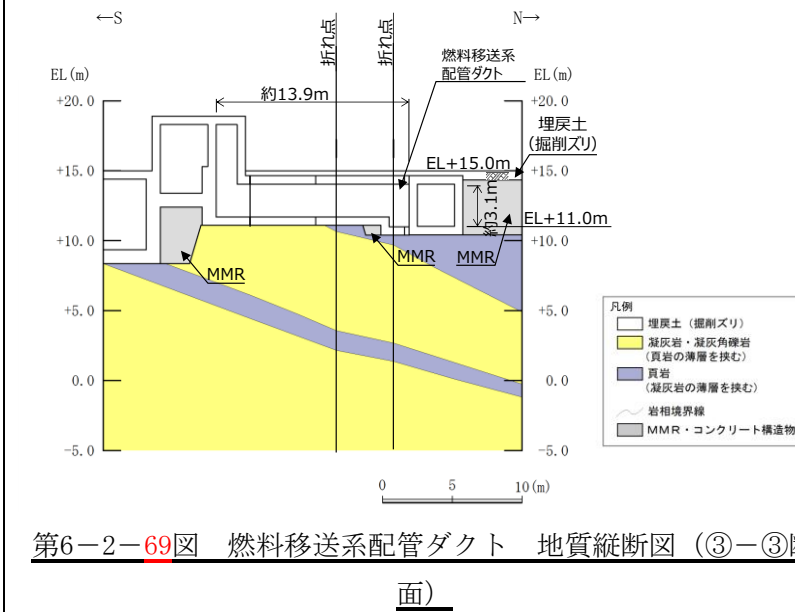 ←S
N→
折れ点
折れ点
燃料移送系
配管ダクト
EL(m)
EL(m)
約13.9m
+20.0
+20.0
埋戻土
(掘削ズリ)
+15.0
EL+15.0m
+15.0
約3.1m
EL+11.0m
+10.0
+10.0
MMR
MMR
MMR
+5.0
+5.0
0.0
0.0
-5.0
-5.0
凡例
埋戻土（掘削ズリ）
凝灰岩・凝灰角礫岩
(頁岩の薄層を挟む)
頁岩
(凝灰岩の薄層を挟む)
岩相境界線
MMR・コンクリート構造物
0 5 10(m)
第6－2－69図 燃料移送系配管ダクト 地質縦断図（③－③断
面）